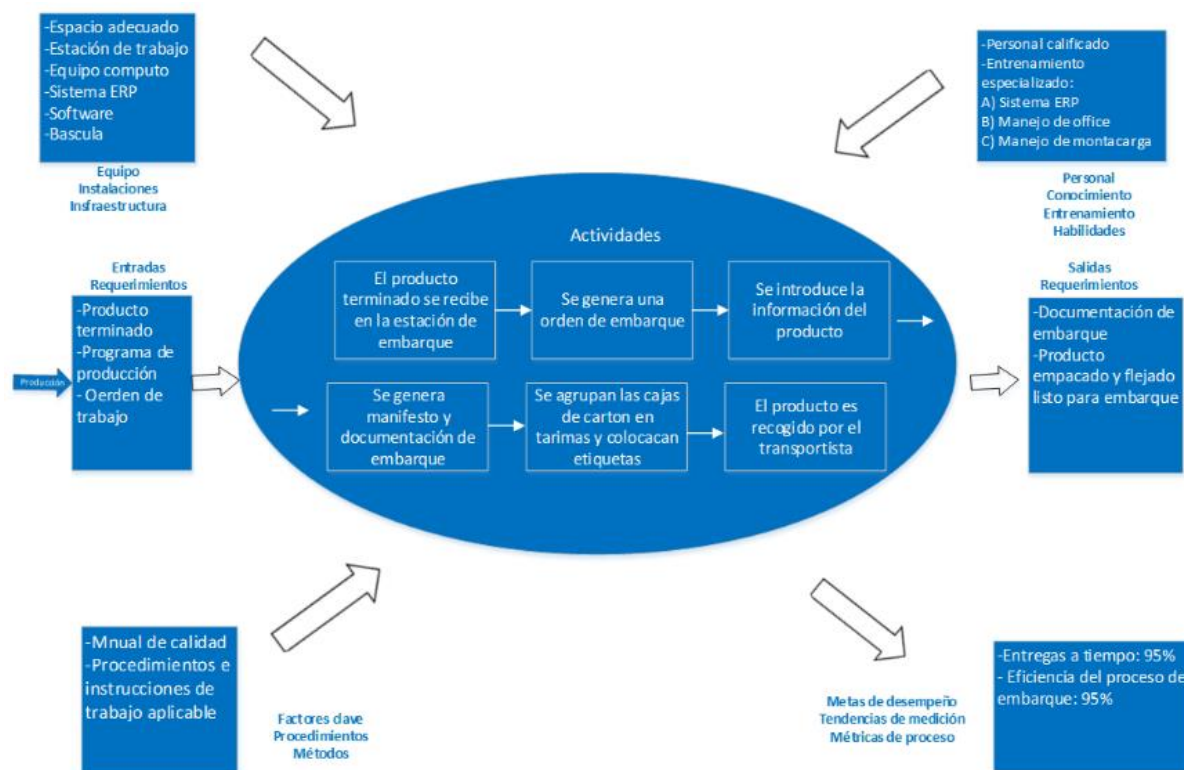 -Espacio adecuado
-Estación de trabajo
-Equipo computo
-Sistema ERP
-Software
-Bascula
Equipo
Instalaciones
Insfraestructura
-Personal calificado
-Entrenamiento
especializado:
A) Sistema ERP
B) Manejo de office
C) Manejo de montacarga
Personal
Conocimiento
Entrenamiento
Habilidades
Entradas
Requerimientos
Producción
-Producto
terminado
-Programa de
producción
- Oerden de
trabajo
Actividades
El producto
terminado se recibe
en la estación de
embarque
Se genera una
orden de embarque
Se introduce la
información del
producto
Se genera
manifesto y
documentación de
embarque
Se agrupan las cajas
de carton en
tarimas y colocacan
etiquetas
El producto es
recogido por el
transportista
Salidas
Requerimientos
-Documentación de
embarque
-Producto
empacado y flejado
listo para embarque
-Mnual de calidad
-Procedimientos e
instrucciones de
trabajo aplicable
Factores clave
Procedimientos
Métodos
Metas de desempeño
Tendencias de medición
Métricas de proceso
-Entregas a tiempo: 95%
- Eficiencia del proceso de
embarque: 95%